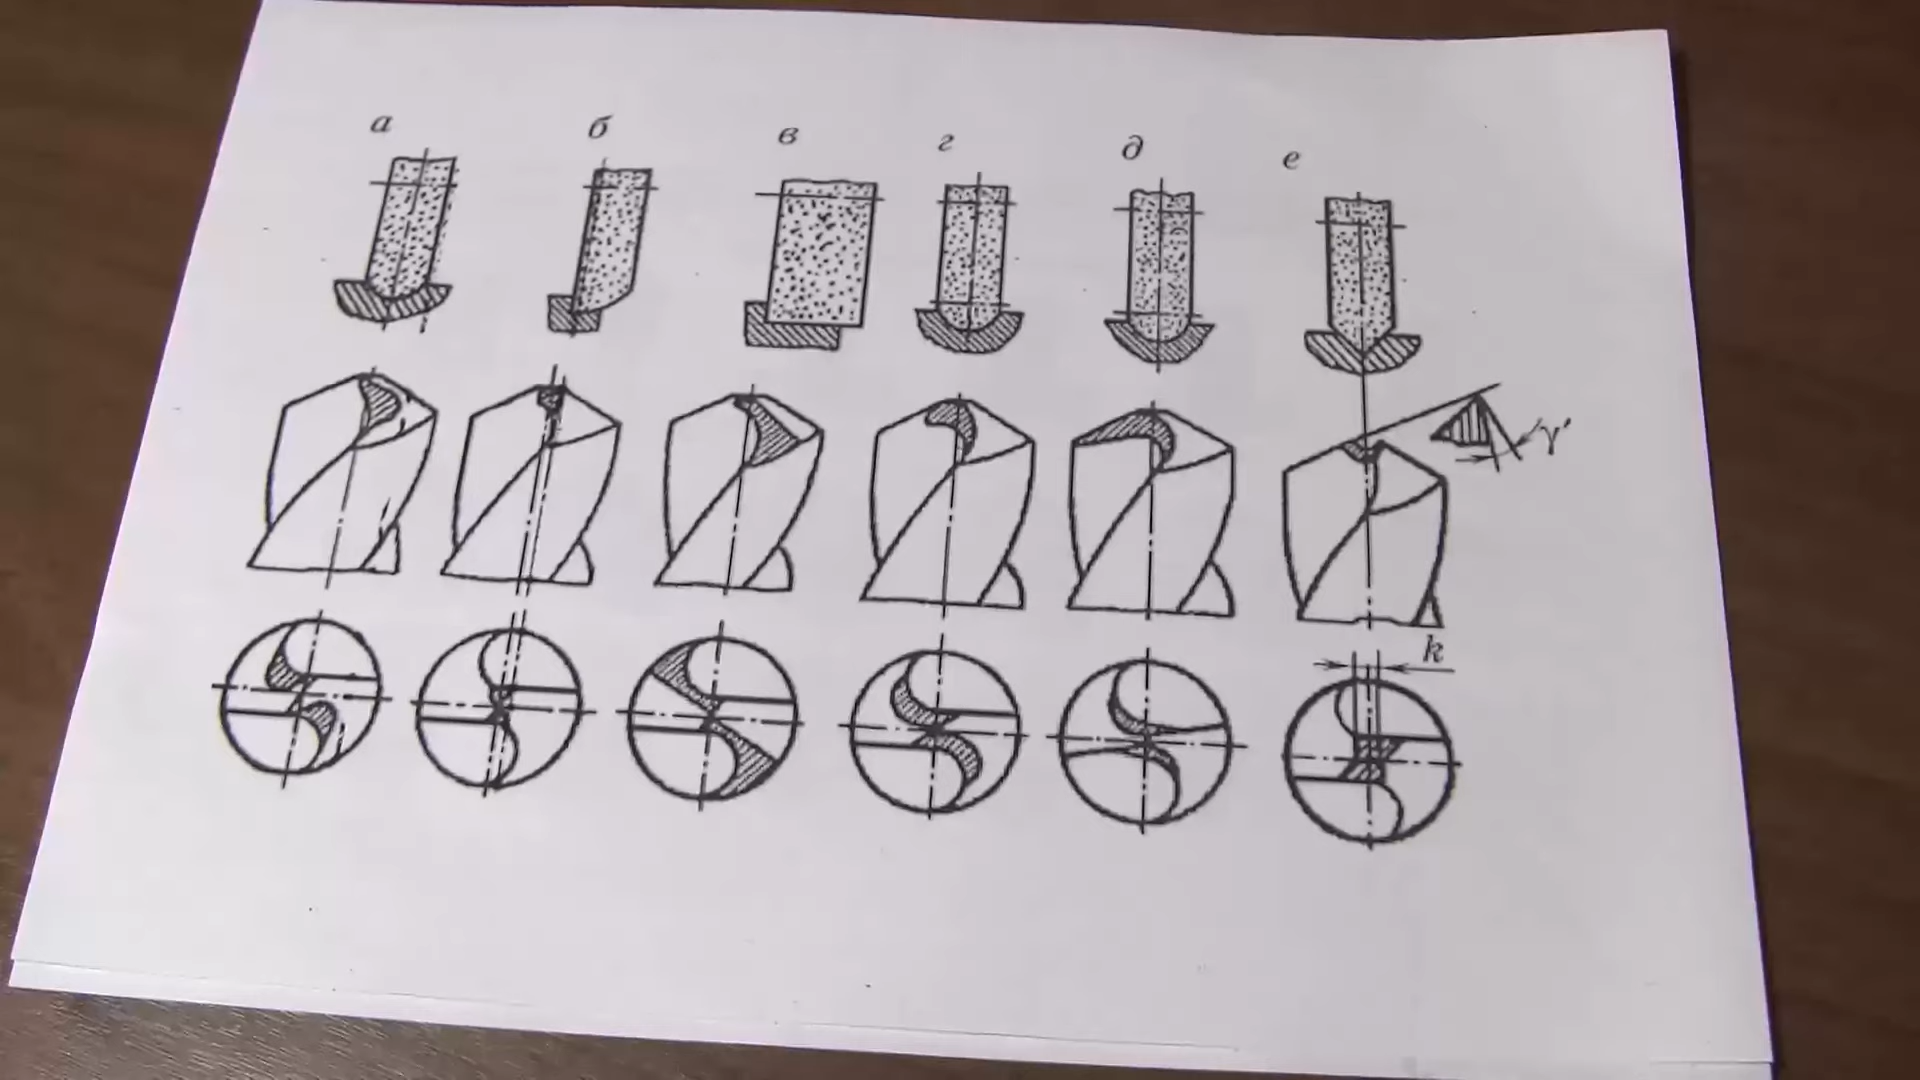 а б в г д е
γ'
k